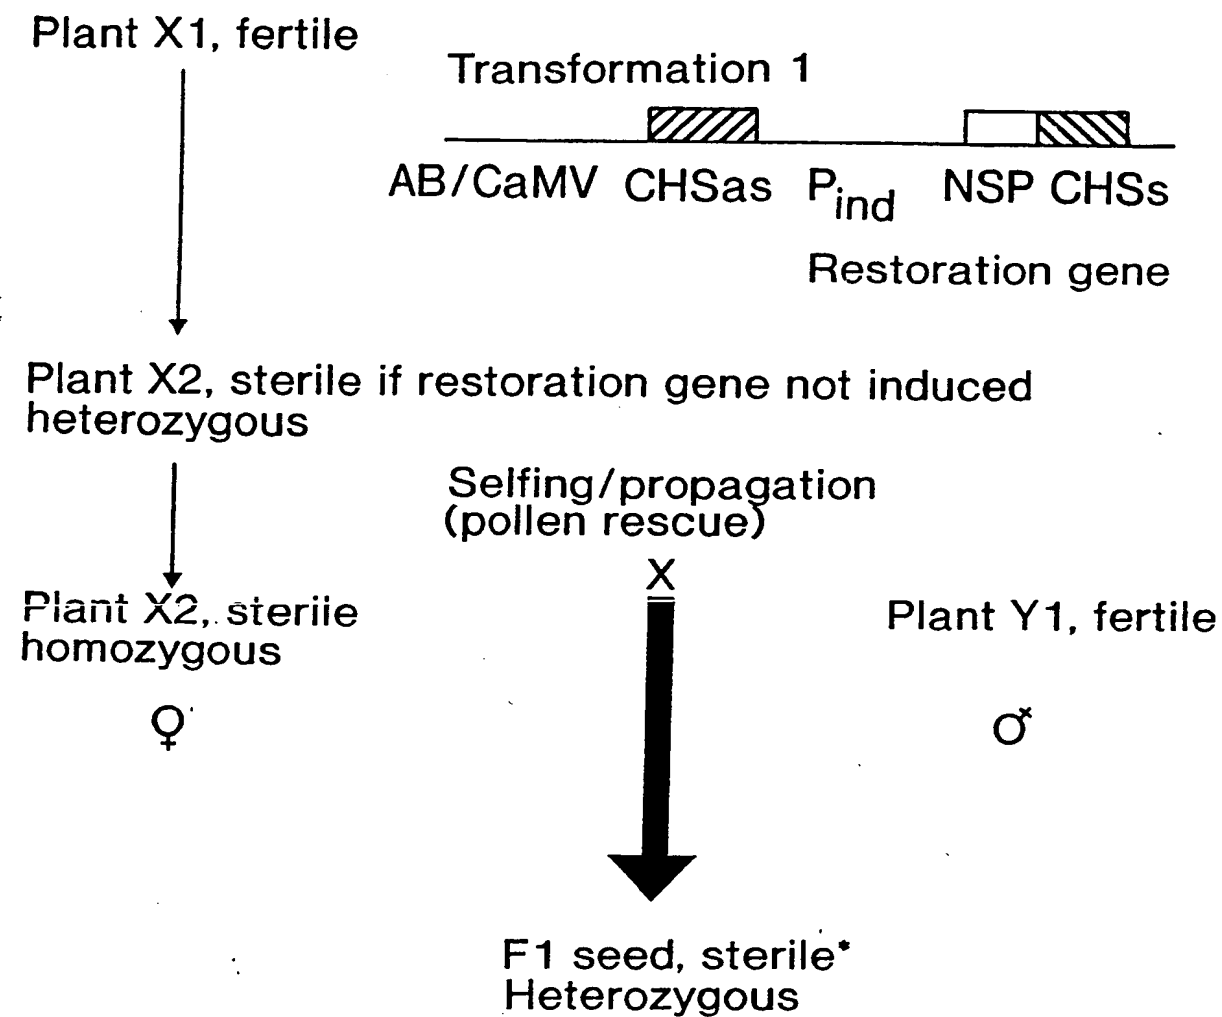 Plant X1, fertile
Transformation 1
AB/CaMV CHSas Pind NSP CHSs
Restoration gene
Plant X2, sterile if restoration gene not induced
heterozygous
Selfing/propagation
(pollen rescue)
X
Plant X2, sterile
homozygous
Plant Y1, fertile
♀
♂
F1 seed, sterile*
Heterozygous